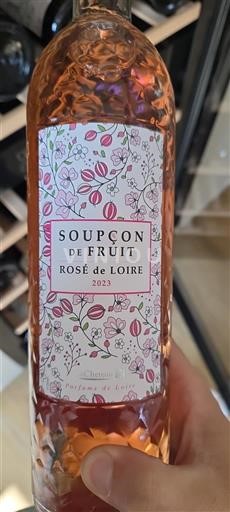 SOUPÇON
DE FRUIT
ROSÉ de LOIRE
2023
Parfums de Loire